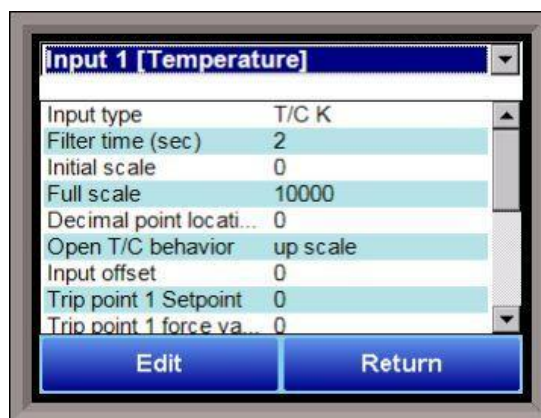 Input 1 [Temperature]
Input type T/C K
Filter time (sec) 2
Initial scale 0
Full scale 10000
Decimal point locati... 0
Open T/C behavior up scale
Input offset 0
Trip point 1 Setpoint 0
Trip point 1 force va... 0
Edit Return